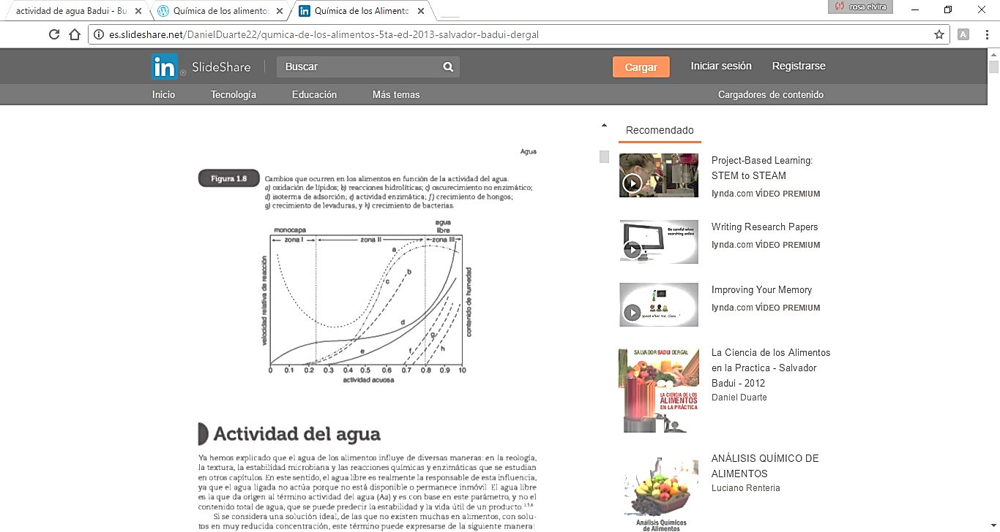 actividad de agua Badui - Bu
Química de los alimentos
Química de los Alimento
rosa elvira
es.slideshare.net/DanielDuarte22/qumica-de-los-alimentos-5ta-ed-2013-salvador-badui-dergal
in ® SlideShare
Buscar
Cargar
Iniciar sesión
Registrarse
Inicio
Tecnología
Educación
Más temas
Cargadores de contenido
Agua
Figura 1.8
Cambios que ocurren en los alimentos en función de la actividad del agua.
a) oxidación de lípidos; b) reacciones hidrolíticas; c) oscurecimiento no enzimático;
d) isoterma de adsorción; e) actividad enzimática; f) crecimiento de hongos;
g) crecimiento de levaduras, y h) crecimiento de bacterias.
monocapa
agua
libre
zona I
zona II
zona III
a
b
c
d
e
f
g
h
velocidad relativa de reacción
contenido de humedad
0 0.1 0.2 0.3 0.4 0.5 0.6 0.7 0.8 0.9 10
actividad acuosa
Actividad del agua
Ya hemos explicado que el agua de los alimentos influye de diversas maneras: en la reología,
la textura, la estabilidad microbiana y las reacciones químicas y enzimáticas que se estudian
en otros capítulos. En este sentido, el agua libre es realmente la responsable de esta influencia,
ya que el agua ligada no actúa porque no está disponible o permanece inmóvil. El agua libre
es la que da origen al término actividad del agua (Aa) y es con base en este parámetro, y no el
contenido total de agua, que se puede predecir la estabilidad y la vida útil de un producto.1,5,6
Si se considera una solución ideal, de las que no existen muchas en alimentos, con solu-
tos en muy reducida concentración, este término puede expresarse de la siguiente manera:
Recomendado
Project-Based Learning:
STEM to STEAM
lynda.com VÍDEO PREMIUM
Be careful when
searching online
Writing Research Papers
lynda.com VÍDEO PREMIUM
repeat after me, class
Improving Your Memory
lynda.com VÍDEO PREMIUM
SALVADOR BADUI DERGAL
LA CIENCIA DE LOS
ALIMENTOS
EN LA PRÁCTICA
La Ciencia de los Alimentos
en la Practica - Salvador
Badui - 2012
Daniel Duarte
Análisis Químicos
de Alimentos
ANÁLISIS QUÍMICO DE
ALIMENTOS
Luciano Renteria